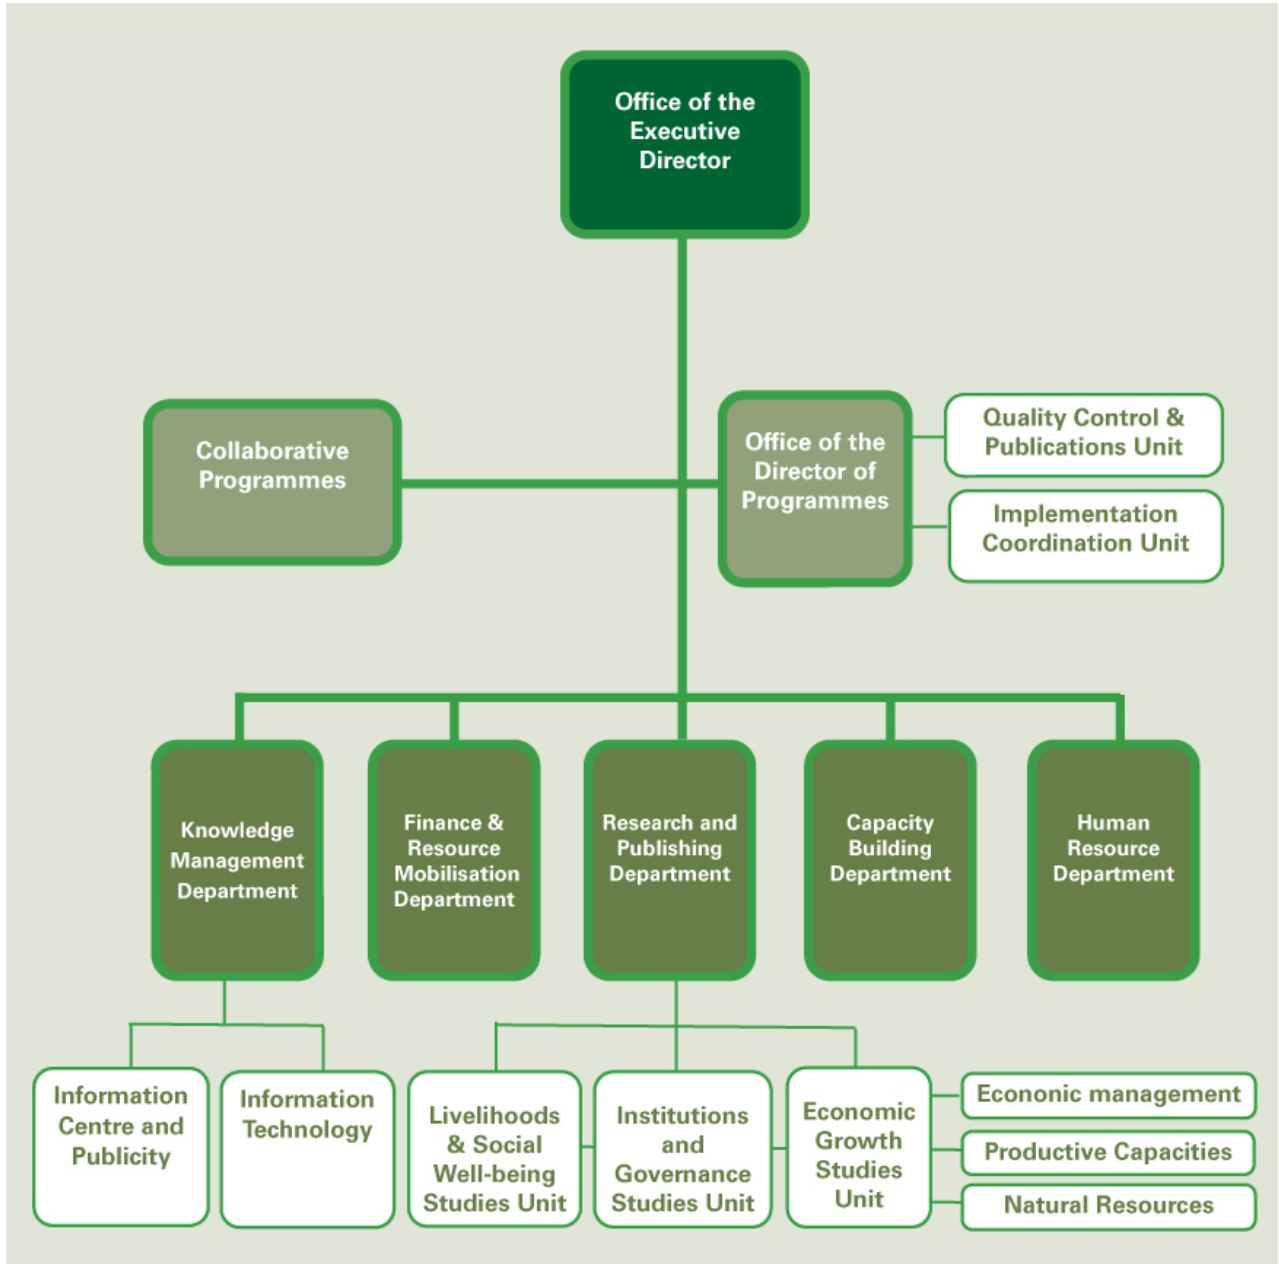 Office of the
Executive
Director
Collaborative
Programmes
Office of the
Director of
Programmes
Quality Control &
Publications Unit
Implementation
Coordination Unit
Knowledge
Management
Department
Finance &
Resource
Mobilisation
Department
Research and
Publishing
Department
Capacity
Building
Department
Human
Resource
Department
Information
Centre and
Publicity
Information
Technology
Livelihoods
& Social
Well-being
Studies Unit
Institutions
and
Governance
Studies Unit
Economic
Growth
Studies
Unit
Econonic management
Productive Capacities
Natural Resources